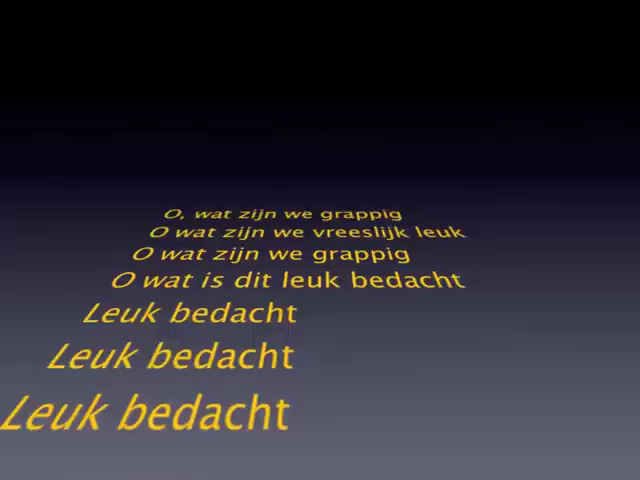 O, wat zijn we grappig
O wat zijn we vreeslijk leuk
O wat zijn we grappig
O wat is dit leuk bedacht
Leuk bedacht
Leuk bedacht
Leuk bedacht